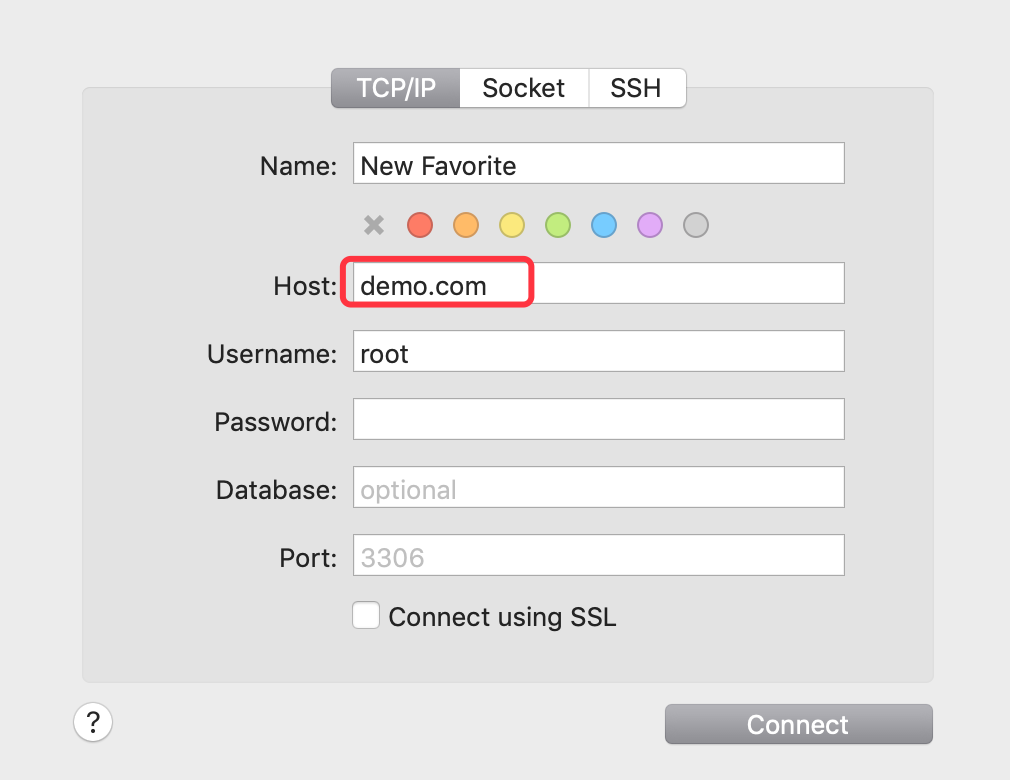 TCP/IP Socket SSH
Name: New Favorite
Host: demo.com
Username: root
Password:
Database: optional
Port: 3306
Connect using SSL
? Connect